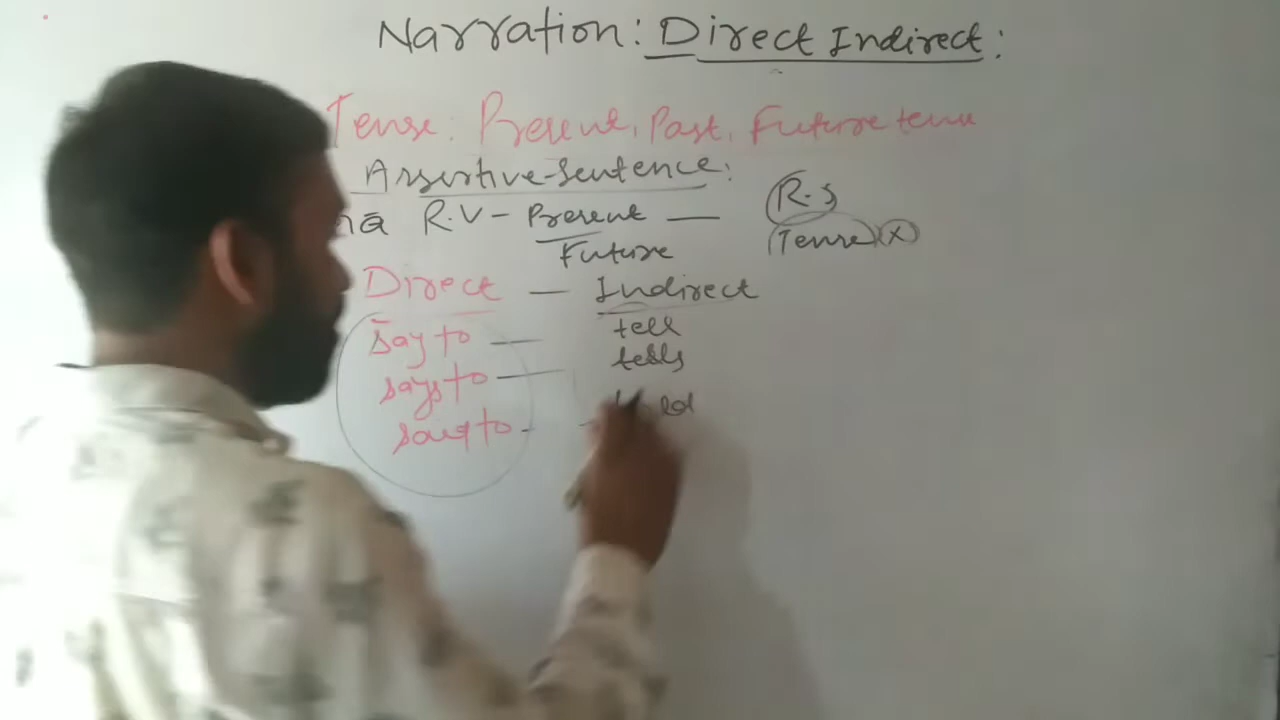 Narration: Direct Indirect:
Tense: Present, Past, Future tense
Assertive-Sentence:
R.V- Present — R.S
Future (Tense)(X)
Direct — Indirect
Say to — tell
says to — tells
said to - told